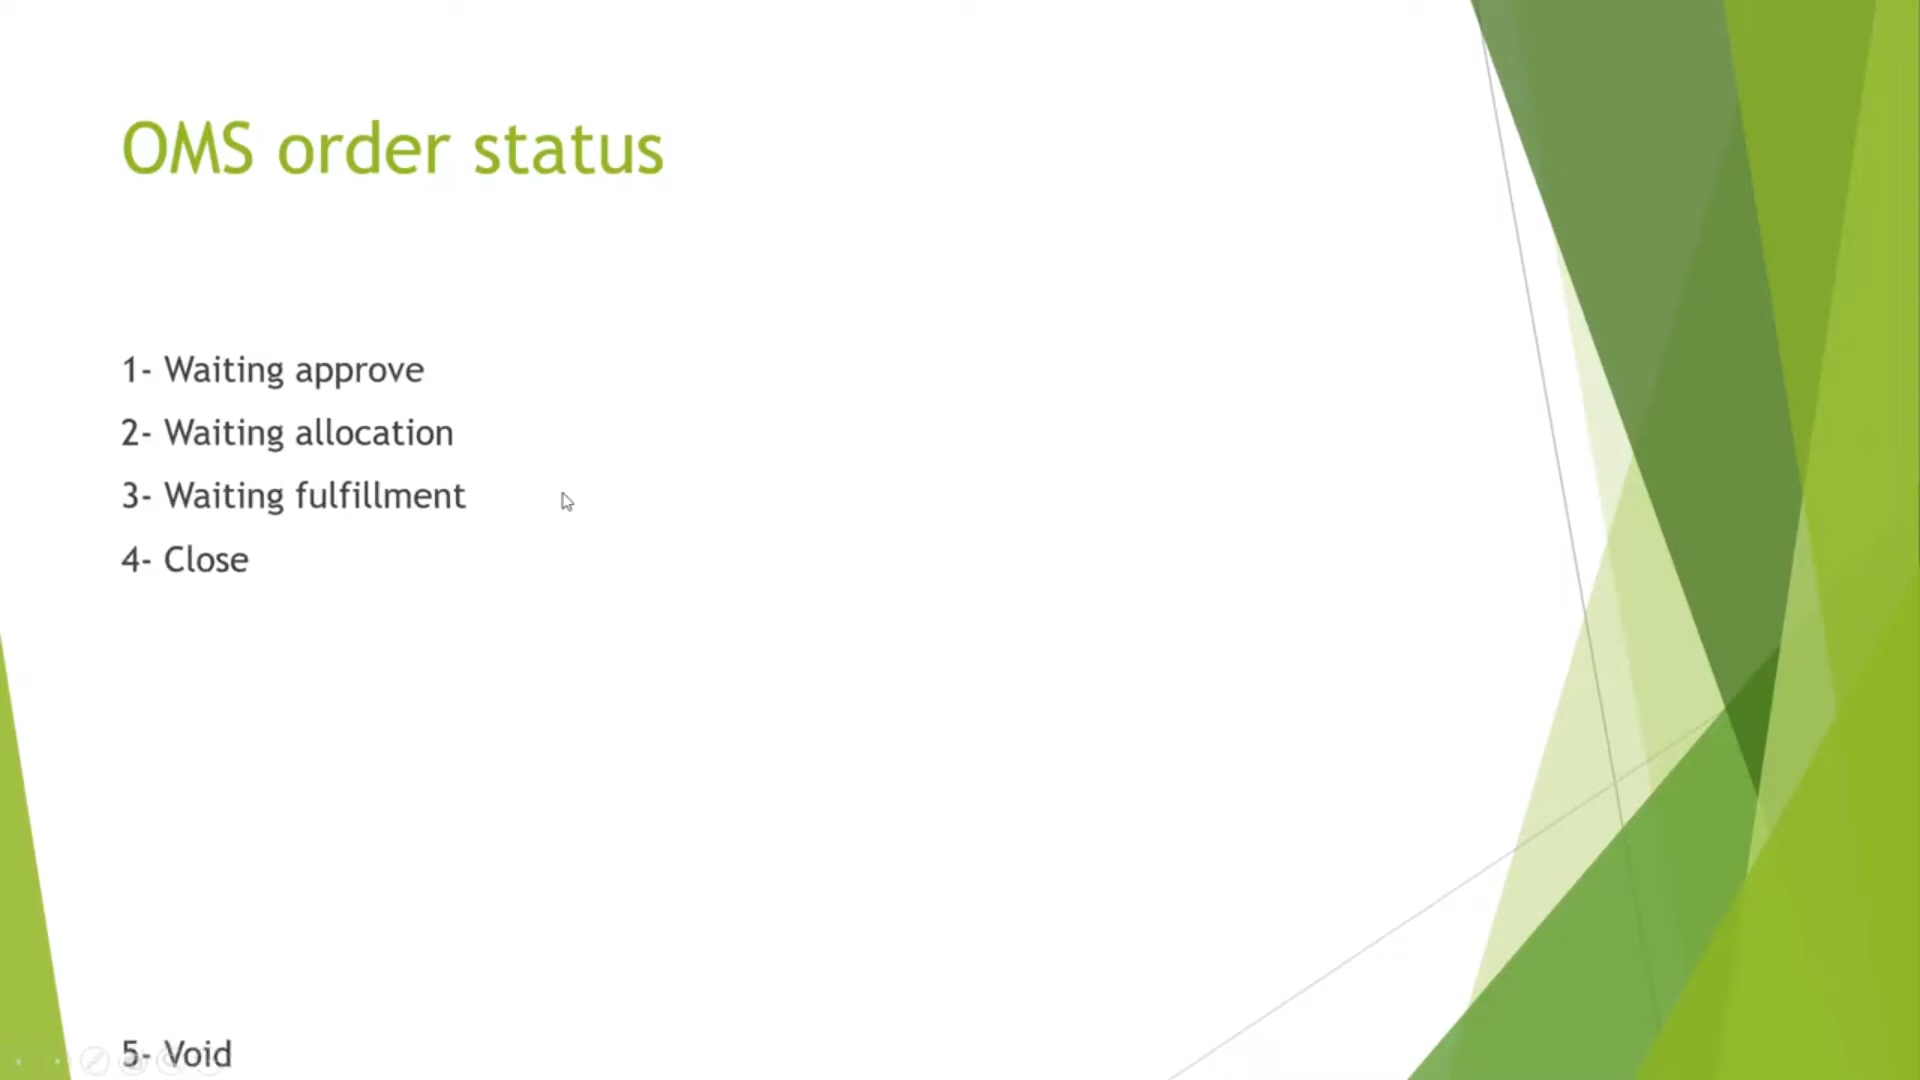 OMS order status
1- Waiting approve
2- Waiting allocation
3- Waiting fulfillment
4- Close
5- Void